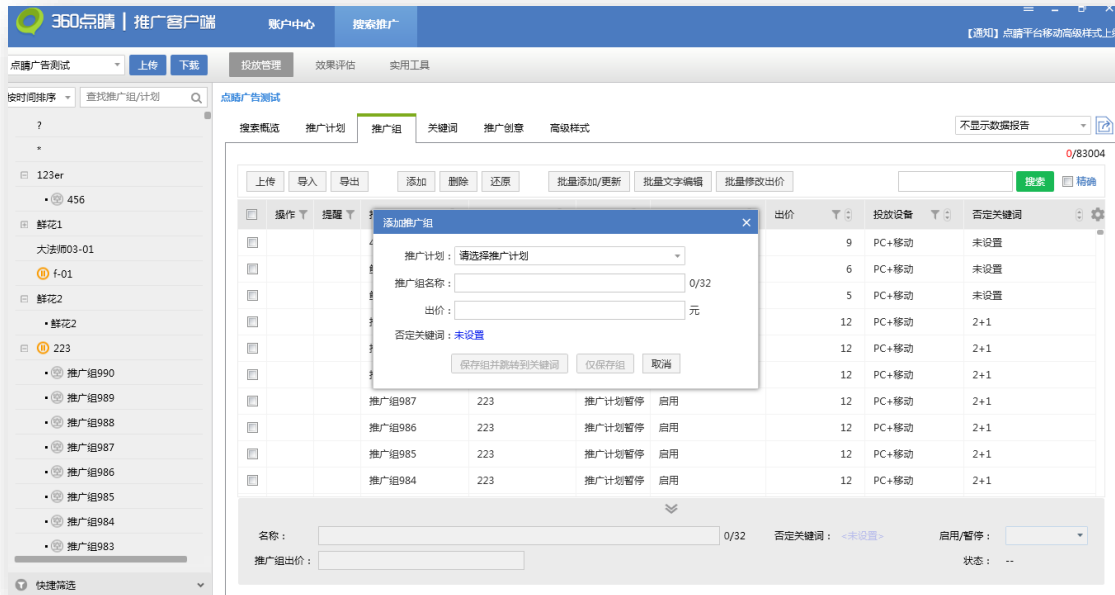 360点睛 | 推广客户端
账户中心
搜索推广
【通知】点睛平台移动高级样式上
点睛广告测试
上传
下载
投放管理
效果评估
实用工具
按时间排序
查找推广组/计划
点睛广告测试
搜索概览
推广计划
推广组
关键词
推广创意
高级样式
不显示数据报告
0/83004
上传
导入
导出
添加
删除
还原
批量添加/更新
批量文字编辑
批量修改出价
搜索
精确
?
*
123er
456
鲜花1
大法师03-01
f-01
鲜花2
鲜花2
223
推广组990
推广组989
推广组988
推广组987
推广组986
推广组985
推广组984
推广组983
快捷筛选
操作 提醒 出价 投放设备 否定关键词
9 PC+移动 未设置
6 PC+移动 未设置
5 PC+移动 未设置
12 PC+移动 2+1
12 PC+移动 2+1
12 PC+移动 2+1
推广组987 223 推广计划暂停 启用 12 PC+移动 2+1
推广组986 223 推广计划暂停 启用 12 PC+移动 2+1
推广组985 223 推广计划暂停 启用 12 PC+移动 2+1
推广组984 223 推广计划暂停 启用 12 PC+移动 2+1
添加推广组
推广计划： 请选择推广计划
推广组名称： 0/32
出价： 元
否定关键词：未设置
保存组并跳转到关键词
仅保存组
取消
名称： 0/32 否定关键词： <未设置> 启用/暂停：
推广组出价： 状态： --